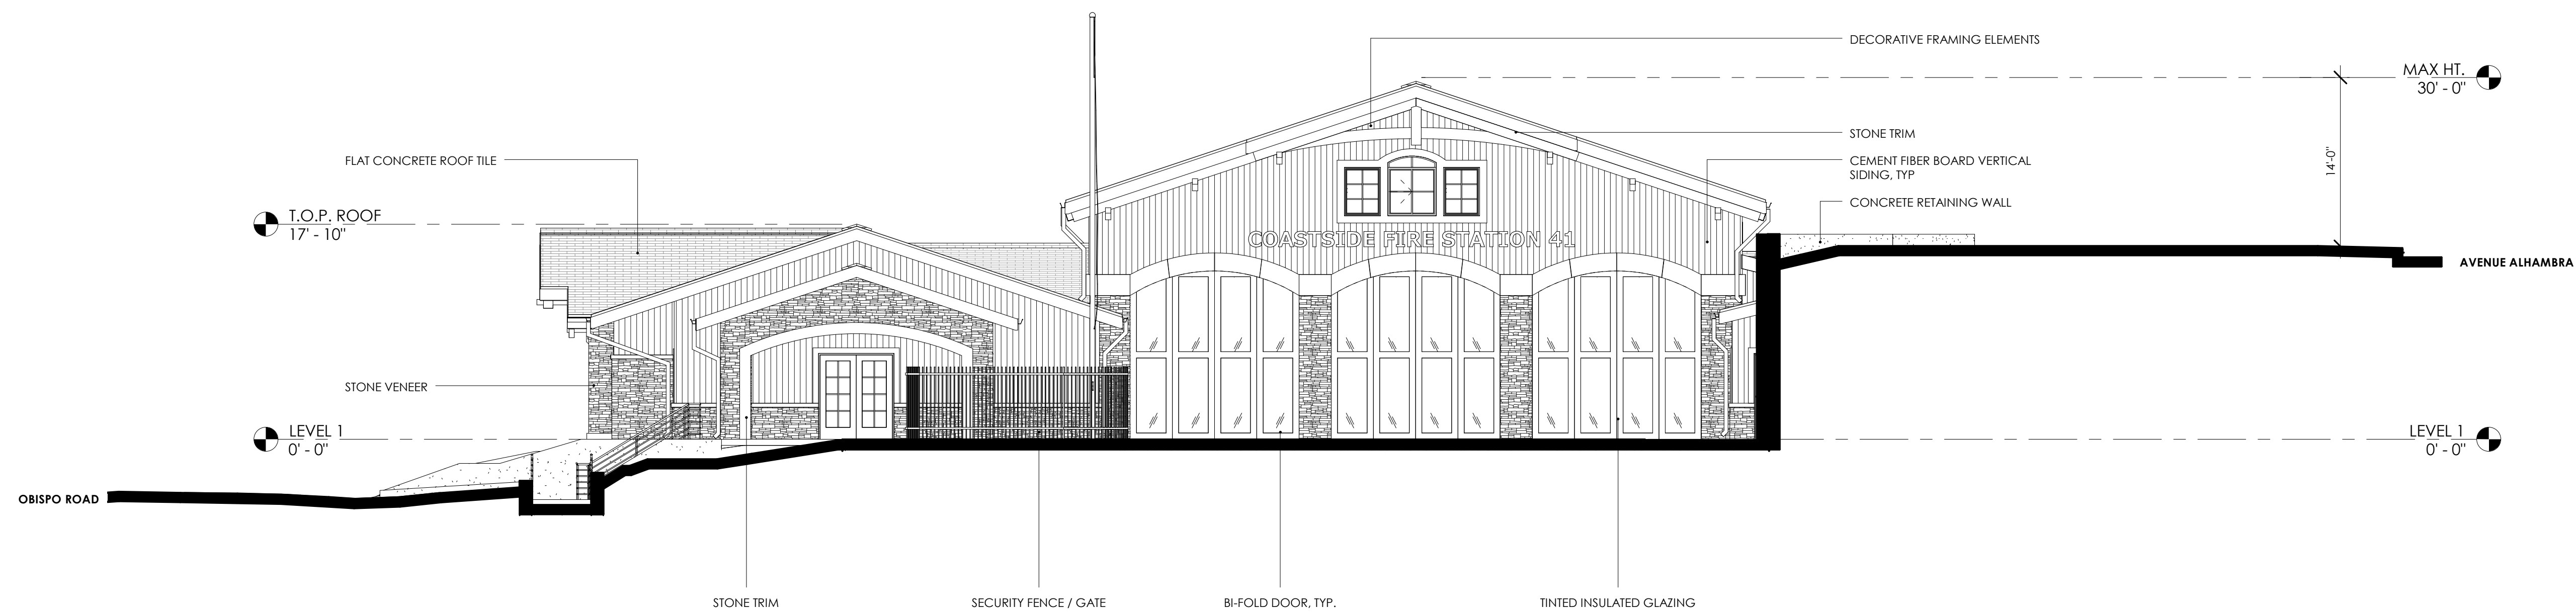 DECORATIVE FRAMING ELEMENTS
MAX HT.
30' - 0"
STONE TRIM
FLAT CONCRETE ROOF TILE
CEMENT FIBER BOARD VERTICAL
SIDING, TYP
14'-0"
CONCRETE RETAINING WALL
T.O.P. ROOF
17' - 10"
COASTSIDE FIRE STATION 41
AVENUE ALHAMBRA
STONE VENEER
LEVEL 1
0' - 0"
LEVEL 1
0' - 0"
OBISPO ROAD
STONE TRIM
SECURITY FENCE / GATE
BI-FOLD DOOR, TYP.
TINTED INSULATED GLAZING